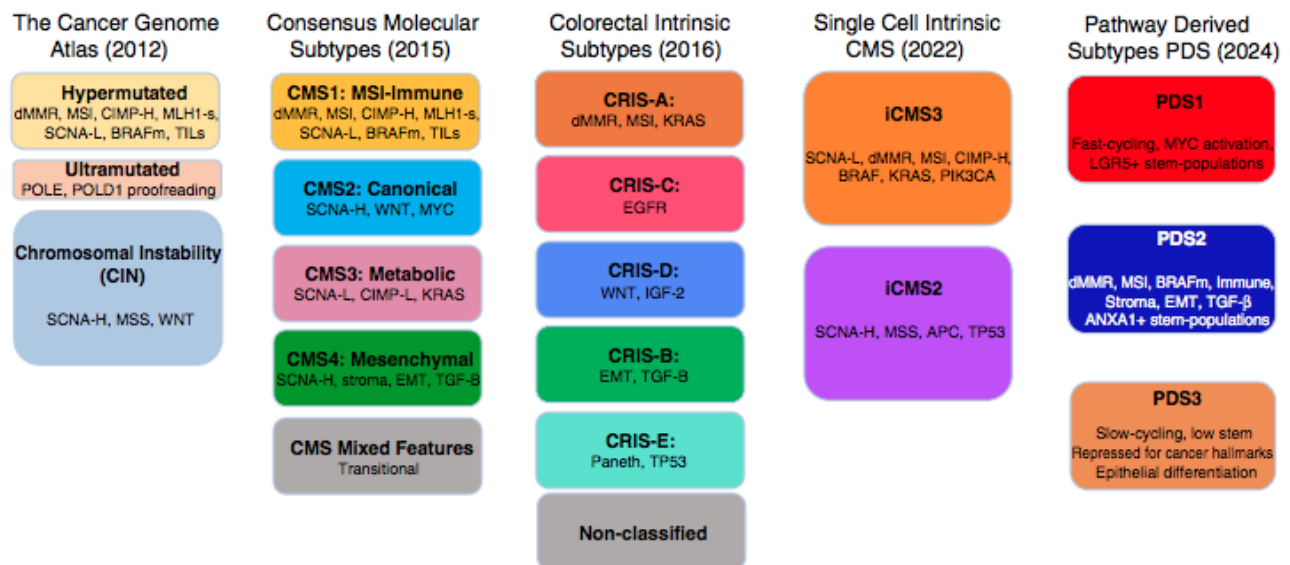 The Cancer Genome
Atlas (2012)
Hypermutated
dMMR, MSI, CIMP-H, MLH1-s,
SCNA-L, BRAFm, TILs
Ultramutated
POLE, POLD1 proofreading
Chromosomal Instability
(CIN)
SCNA-H, MSS, WNT
Consensus Molecular
Subtypes (2015)
CMS1: MSI-Immune
dMMR, MSI, CIMP-H, MLH1-s,
SCNA-L, BRAFm, TILs
CMS2: Canonical
SCNA-H, WNT, MYC
CMS3: Metabolic
SCNA-L, CIMP-L, KRAS
CMS4: Mesenchymal
SCNA-H, stroma, EMT, TGF-B
CMS Mixed Features
Transitional
Colorectal Intrinsic
Subtypes (2016)
CRIS-A:
dMMR, MSI, KRAS
CRIS-C:
EGFR
CRIS-D:
WNT, IGF-2
CRIS-B:
EMT, TGF-B
CRIS-E:
Paneth, TP53
Non-classified
Single Cell Intrinsic
CMS (2022)
iCMS3
SCNA-L, dMMR, MSI, CIMP-H,
BRAF, KRAS, PIK3CA
iCMS2
SCNA-H, MSS, APC, TP53
Pathway Derived
Subtypes PDS (2024)
PDS1
Fast-cycling, MYC activation,
LGR5+ stem-populations
PDS2
dMMR, MSI, BRAFm, Immune,
Stroma, EMT, TGF-β
ANXA1+ stem-populations
PDS3
Slow-cycling, low stem
Repressed for cancer hallmarks
Epithelial differentiation